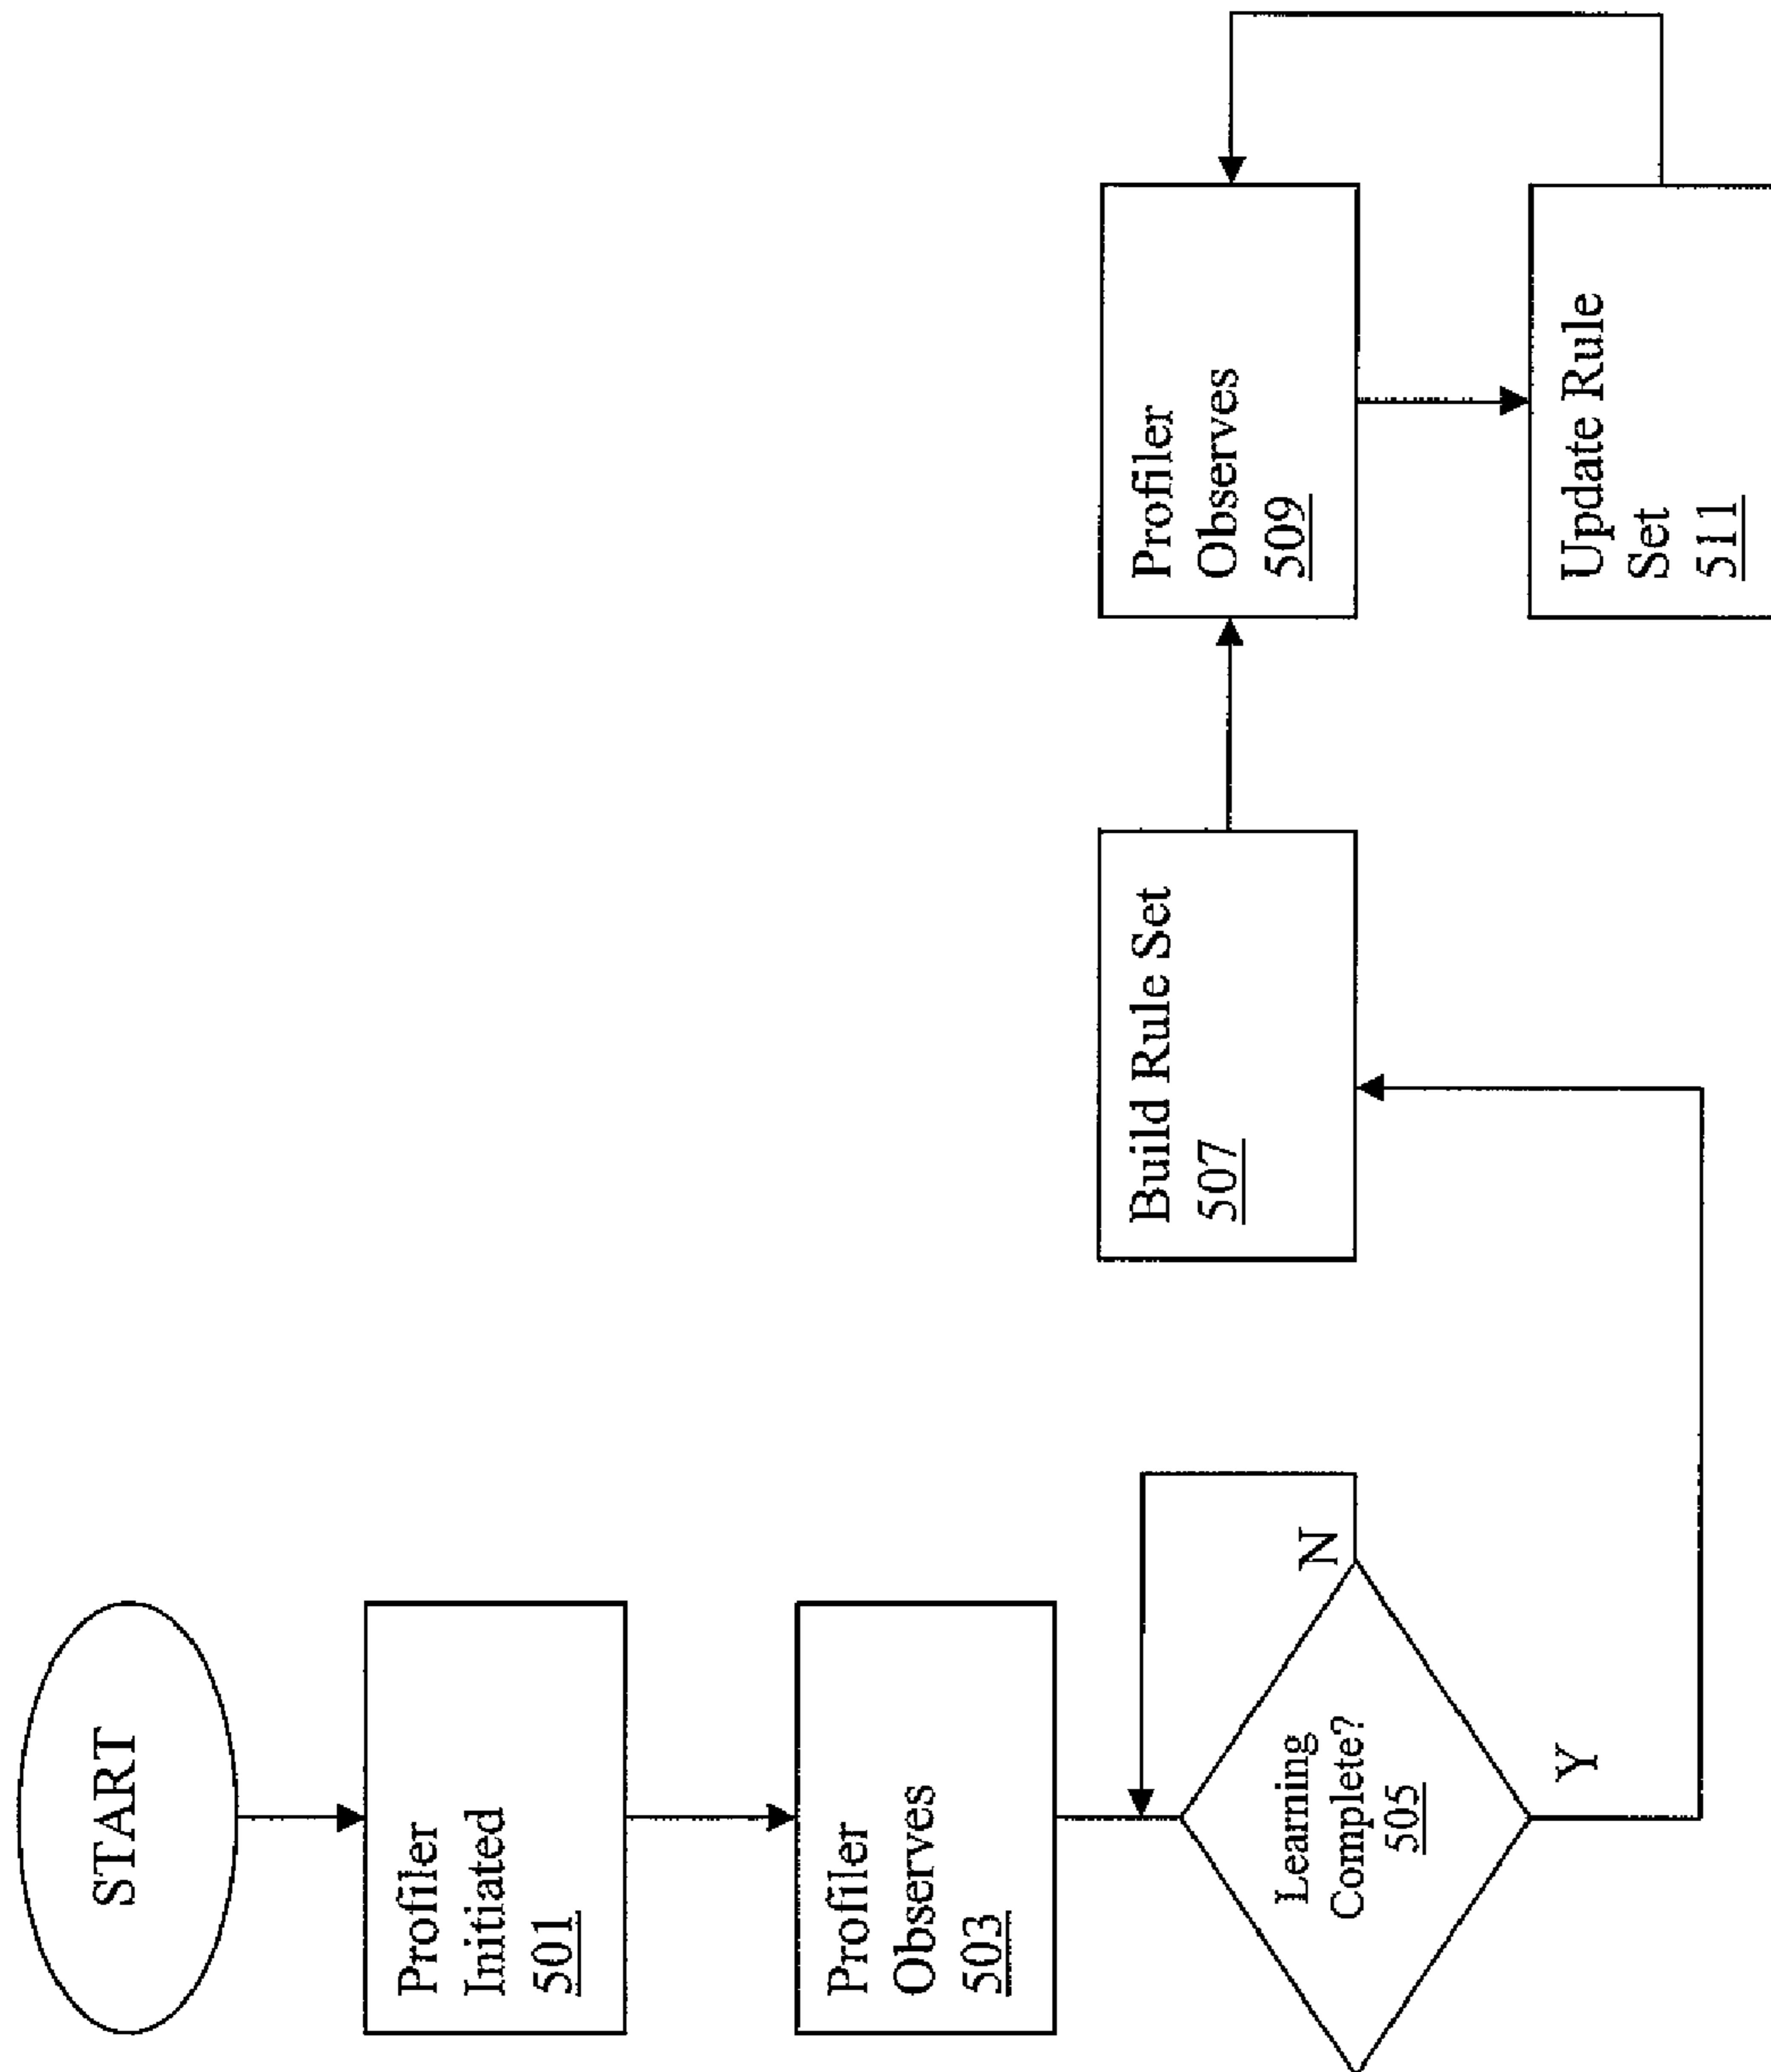 START
Profiler
Initiated
501
Profiler
Observes
503
Learning
Complete?
505
N
Y
Build Rule Set
507
Profiler
Observes
509
Update Rule
Set
511